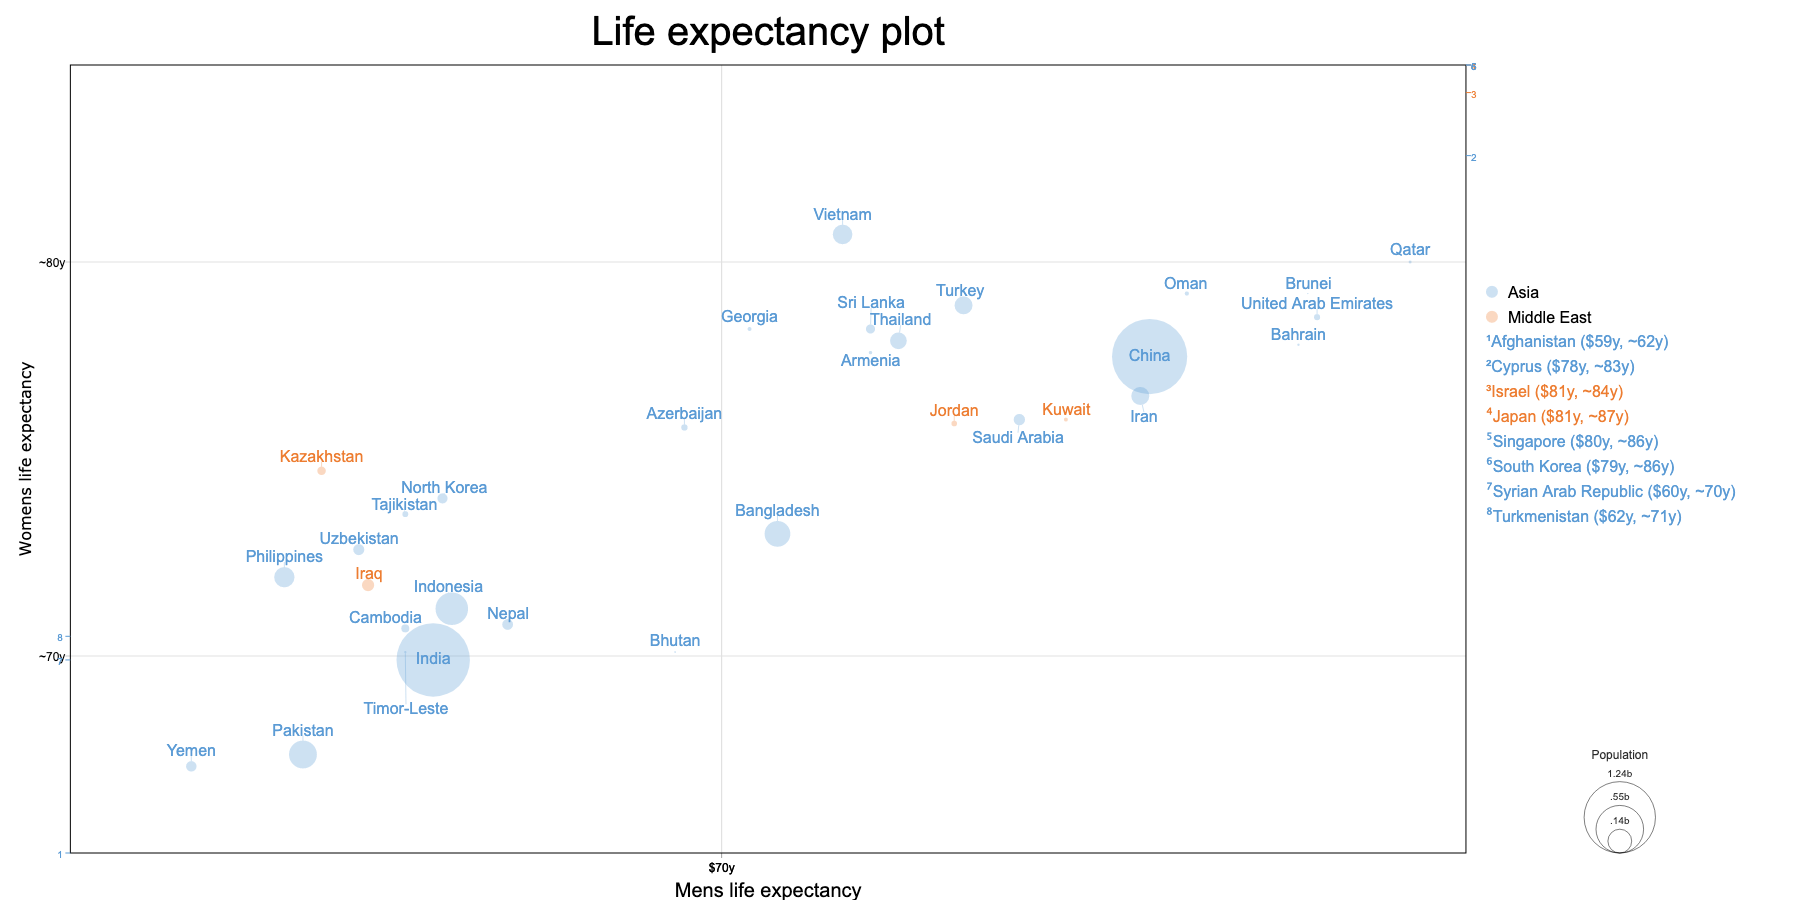 Life expectancy plot
3
2
Vietnam
Qatar
~80y
Oman
Brunei
Turkey
Sri Lanka
United Arab Emirates
Georgia
Thailand
Bahrain
Armenia
China
Azerbaijan
Jordan
Kuwait
Iran
Saudi Arabia
Kazakhstan
North Korea
Tajikistan
Bangladesh
Uzbekistan
Philippines
Iraq
Indonesia
Nepal
Cambodia
8
Bhutan
~70y
India
Timor-Leste
Pakistan
Yemen
1
$70y
Mens life expectancy
Womens life expectancy
Asia
Middle East
¹Afghanistan ($59y, ~62y)
²Cyprus ($78y, ~83y)
³Israel ($81y, ~84y)
⁴Japan ($81y, ~87y)
⁵Singapore ($80y, ~86y)
⁶South Korea ($79y, ~86y)
⁷Syrian Arab Republic ($60y, ~70y)
⁸Turkmenistan ($62y, ~71y)
Population
1.24b
.55b
.14b